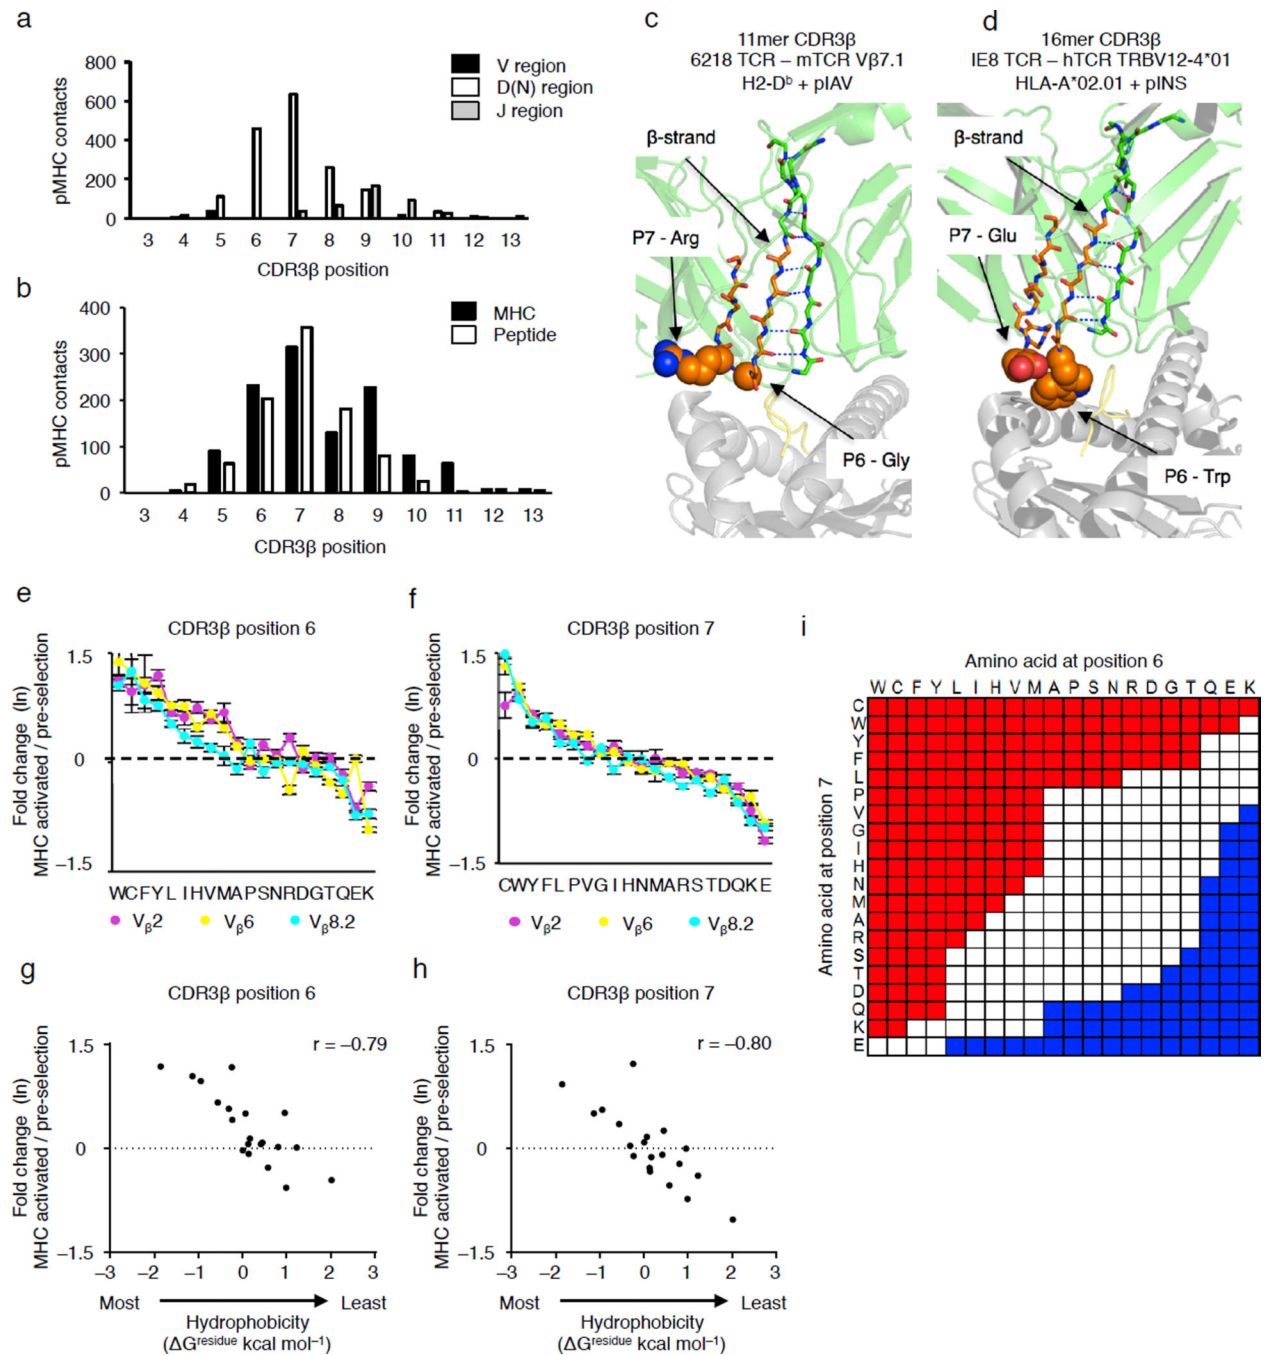 a
800
600
400
200
0
pMHC contacts
V region
D(N) region
J region
3 4 5 6 7 8 9 10 11 12 13
CDR3β position
b
400
300
200
100
0
pMHC contacts
MHC
Peptide
3 4 5 6 7 8 9 10 11 12 13
CDR3β position
c
11mer CDR3β
6218 TCR – mTCR Vβ7.1
H2-Dᵇ + pIAV
β-strand
P7 - Arg
P6 - Gly
d
16mer CDR3β
IE8 TCR – hTCR TRBV12-4*01
HLA-A*02.01 + pINS
β-strand
P7 - Glu
P6 - Trp
e
CDR3β position 6
1.5
0
–1.5
Fold change (ln)
MHC activated / pre-selection
WCFYLIHVMAPSNRDGTQEK
Vβ2 Vβ6 Vβ8.2
f
CDR3β position 7
1.5
0
–1.5
Fold change (ln)
MHC activated / pre-selection
CWYFLPVGIHNMARSTDQKE
Vβ2 Vβ6 Vβ8.2
g
CDR3β position 6
r = –0.79
1.5
0
–1.5
Fold change (ln)
MHC activated / pre-selection
–3 –2 –1 0 1 2 3
Most Least
Hydrophobicity
(ΔGʳᵉˢⁱᵈᵘᵉ kcal mol⁻¹)
h
CDR3β position 7
r = –0.80
1.5
0
–1.5
Fold change (ln)
MHC activated / pre-selection
–3 –2 –1 0 1 2 3
Most Least
Hydrophobicity
(ΔGʳᵉˢⁱᵈᵘᵉ kcal mol⁻¹)
i
Amino acid at position 6
W C F Y L I H V M A P S N R D G T Q E K
Amino acid at position 7
C
W
Y
F
L
P
V
G
I
H
N
M
A
R
S
T
D
Q
K
E